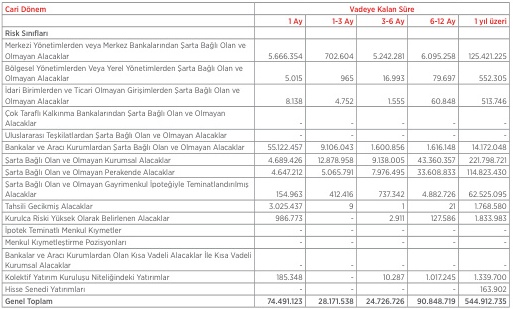 Cari Dönem Vadeye Kalan Süre
1 Ay 1-3 Ay 3-6 Ay 6-12 Ay 1 yıl üzeri
Risk Sınıfları
Merkezi Yönetimlerden veya Merkez Bankalarından Şarta Bağlı Olan ve
Olmayan Alacaklar 5.666.354 702.604 5.242.281 6.095.258 125.421.225
Bölgesel Yönetimlerden Veya Yerel Yönetimlerden Şarta Bağlı Olan ve
Olmayan Alacaklar 5.015 965 16.993 79.697 552.305
İdari Birimlerden ve Ticari Olmayan Girişimlerden Şarta Bağlı Olan ve
Olmayan Alacaklar 8.138 4.752 1.555 60.848 513.746
Çok Taraflı Kalkınma Bankalarından Şarta Bağlı Olan ve Olmayan
Alacaklar - - - - -
Uluslararası Teşkilatlardan Şarta Bağlı Olan ve Olmayan Alacaklar - - - - -
Bankalar ve Aracı Kurumlardan Şarta Bağlı Olan ve Olmayan Alacaklar 55.122.457 9.106.043 1.600.856 1.616.148 14.172.048
Şarta Bağlı Olan ve Olmayan Kurumsal Alacaklar 4.689.426 12.878.958 9.138.005 43.360.357 221.798.721
Şarta Bağlı Olan ve Olmayan Perakende Alacaklar 4.647.212 5.065.791 7.976.495 33.608.833 114.823.430
Şarta Bağlı Olan ve Olmayan Gayrimenkul İpoteğiyle Teminatlandırılmış
Alacaklar 154.963 412.416 737.342 4.882.726 62.525.095
Tahsili Gecikmiş Alacaklar 3.025.437 9 1 21 1.768.580
Kurulca Riski Yüksek Olarak Belirlenen Alacaklar 986.773 - 2.911 127.586 1.833.983
İpotek Teminatlı Menkul Kıymetler - - - - -
Menkul Kıymetleştirme Pozisyonları - - - - -
Bankalar ve Aracı Kurumlardan Olan Kısa Vadeli Alacaklar İle Kısa Vadeli
Kurumsal Alacaklar - - - - -
Kolektif Yatırım Kuruluşu Niteliğindeki Yatırımlar 185.348 - 10.287 1.017.245 1.339.700
Hisse Senedi Yatırımları - - - - 163.902
Genel Toplam 74.491.123 28.171.538 24.726.726 90.848.719 544.912.735